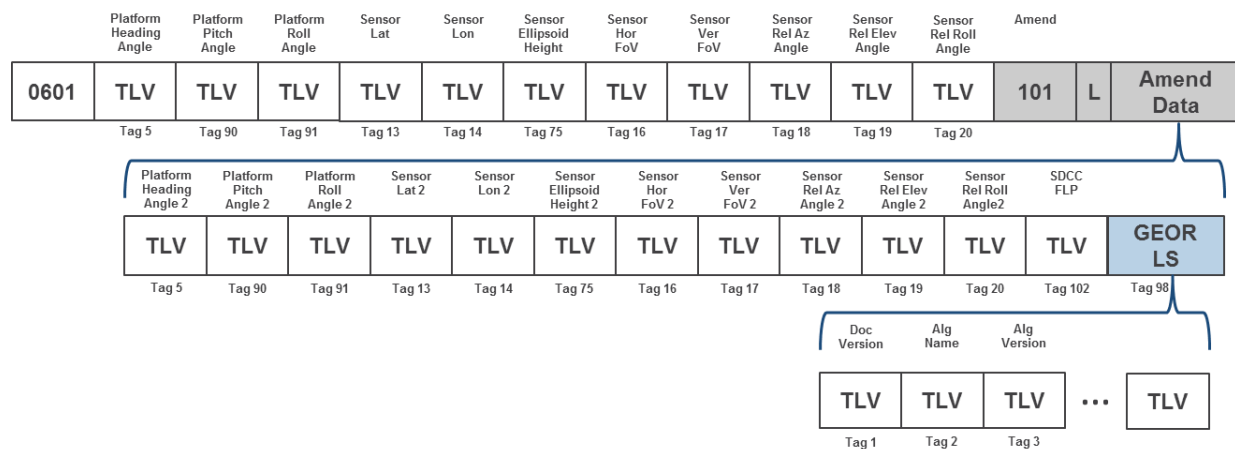 Platform Heading Angle
Platform Pitch Angle
Platform Roll Angle
Sensor Lat
Sensor Lon
Sensor Ellipsoid Height
Sensor Hor FoV
Sensor Ver FoV
Sensor Rel Az Angle
Sensor Rel Elev Angle
Sensor Rel Roll Angle
Amend
0601
TLV
TLV
TLV
TLV
TLV
TLV
TLV
TLV
TLV
TLV
TLV
101
L
Amend Data
Tag 5
Tag 90
Tag 91
Tag 13
Tag 14
Tag 75
Tag 16
Tag 17
Tag 18
Tag 19
Tag 20
Platform Heading Angle 2
Platform Pitch Angle 2
Platform Roll Angle 2
Sensor Lat 2
Sensor Lon 2
Sensor Ellipsoid Height 2
Sensor Hor FoV 2
Sensor Ver FoV 2
Sensor Rel Az Angle 2
Sensor Rel Elev Angle 2
Sensor Rel Roll Angle2
SDCC FLP
TLV
TLV
TLV
TLV
TLV
TLV
TLV
TLV
TLV
TLV
TLV
TLV
GEOR LS
Tag 5
Tag 90
Tag 91
Tag 13
Tag 14
Tag 75
Tag 16
Tag 17
Tag 18
Tag 19
Tag 20
Tag 102
Tag 98
Doc Version
Alg Name
Alg Version
TLV
TLV
TLV
...
TLV
Tag 1
Tag 2
Tag 3